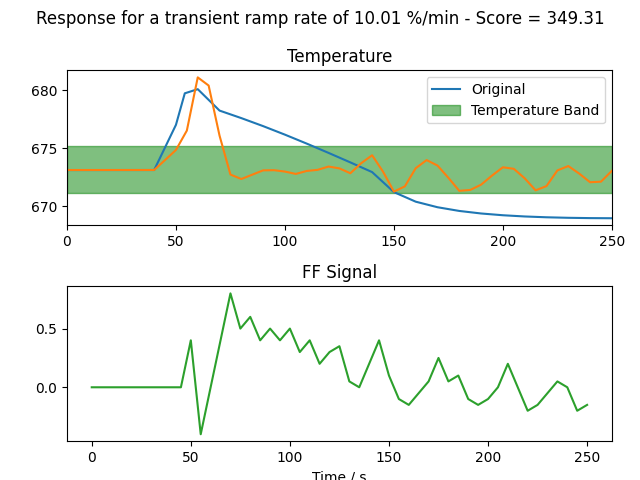 Response for a transient ramp rate of 10.01 %/min - Score = 349.31
Temperature
680
675
670
Original
Temperature Band
0 50 100 150 200 250
FF Signal
0.5
0.0
0 50 100 150 200 250
Time / s